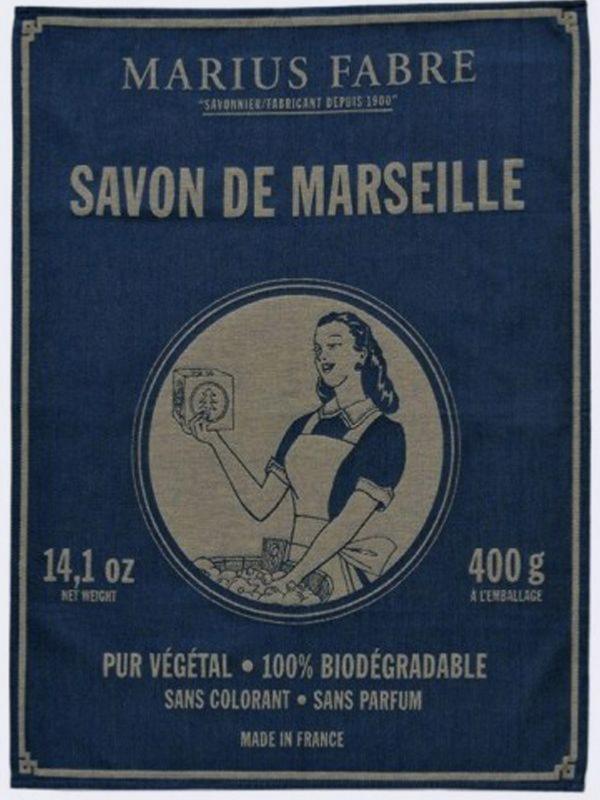 MARIUS FABRE
"SAVONNIER/FABRICANT DEPUIS 1900"
SAVON DE MARSEILLE
14,1 oz
NET WEIGHT
400 g
À L'EMBALLAGE
PUR VÉGÉTAL • 100% BIODÉGRADABLE
SANS COLORANT • SANS PARFUM
MADE IN FRANCE